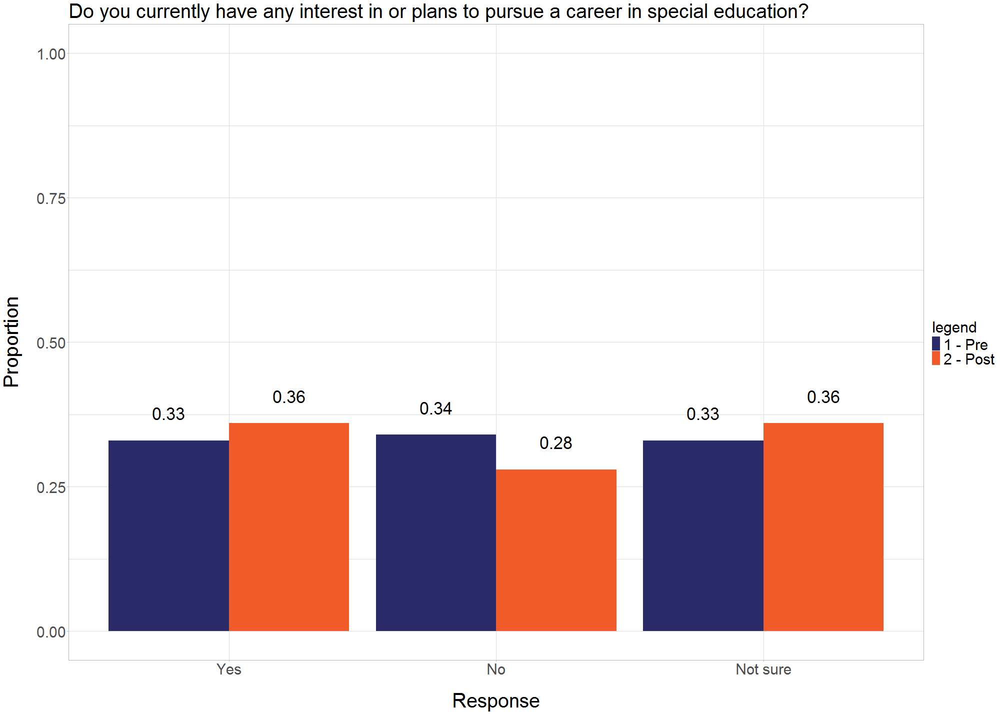 Do you currently have any interest in or plans to pursue a career in special education?
1.00
0.75
0.50
0.25
0.00
Proportion
0.33
0.36
0.34
0.28
0.33
0.36
Yes
No
Not sure
Response
legend
1 - Pre
2 - Post